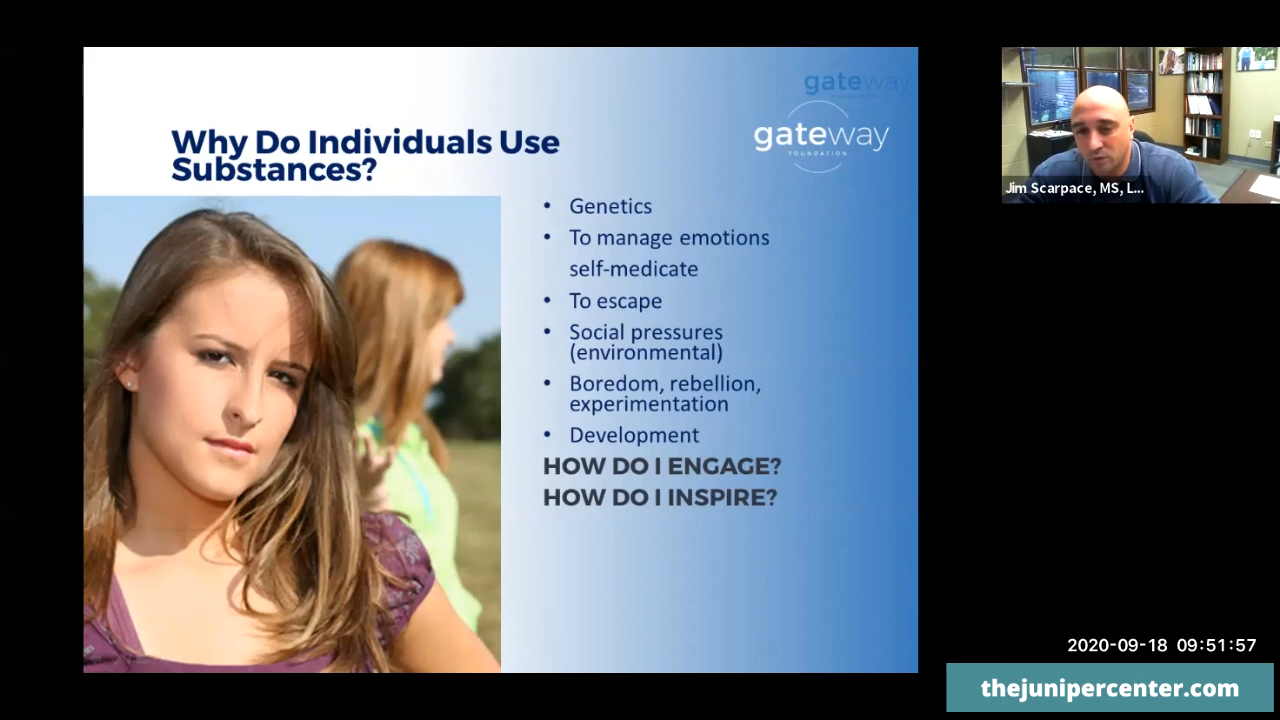 gateway
gateway
FOUNDATION
Why Do Individuals Use
Substances?
• Genetics
• To manage emotions
self-medicate
• To escape
• Social pressures
(environmental)
• Boredom, rebellion,
experimentation
• Development
HOW DO I ENGAGE?
HOW DO I INSPIRE?
Jim Scarpace, MS, L...
2020-09-18 09:51:57
thejunipercenter.com